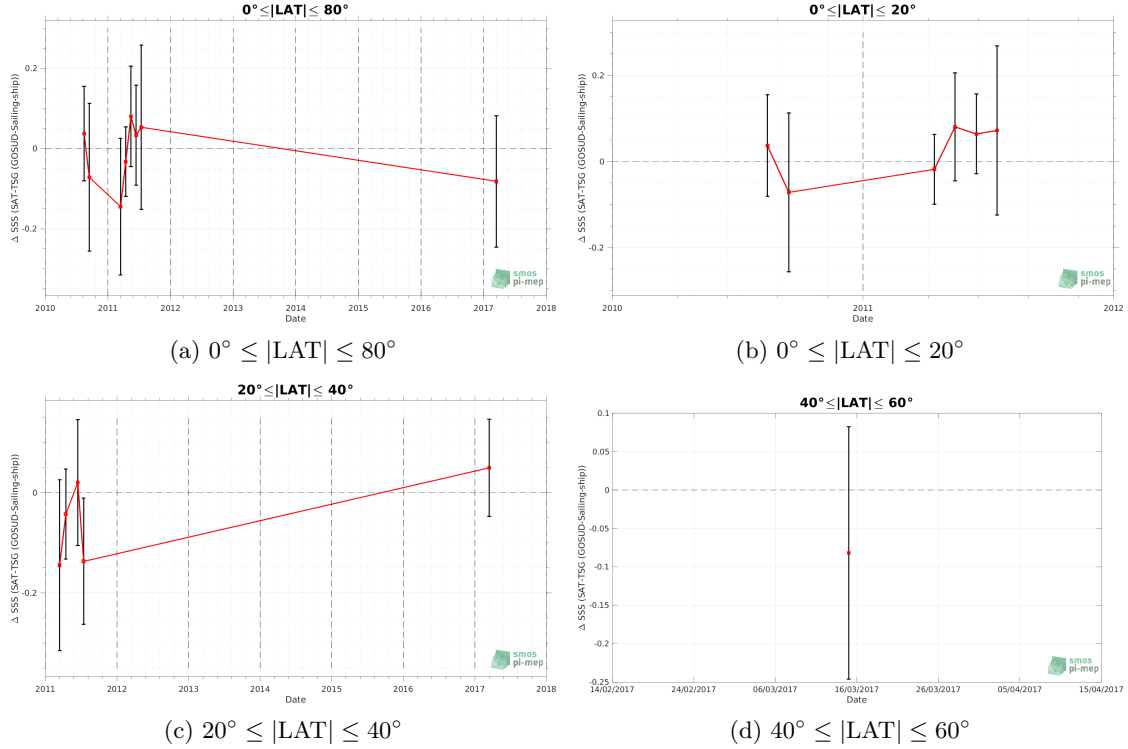 0°≤|LAT|≤ 80°
Δ SSS (SAT-TSG (GOSUD-Sailing-ship))
0.2
0
-0.2
2010 2011 2012 2013 2014 2015 2016 2017 2018
Date
smos
pi-mep
(a) 0° ≤ |LAT| ≤ 80°
0°≤|LAT|≤ 20°
Δ SSS (SAT-TSG (GOSUD-Sailing-ship))
0.2
0
-0.2
2010 2011 2012
Date
smos
pi-mep
(b) 0° ≤ |LAT| ≤ 20°
20°≤|LAT|≤ 40°
Δ SSS (SAT-TSG (GOSUD-Sailing-ship))
0
-0.2
2011 2012 2013 2014 2015 2016 2017 2018
Date
smos
pi-mep
(c) 20° ≤ |LAT| ≤ 40°
40°≤|LAT|≤ 60°
Δ SSS (SAT-TSG (GOSUD-Sailing-ship))
0.1
0.05
0
-0.05
-0.1
-0.15
-0.2
-0.25
14/02/2017 24/02/2017 06/03/2017 16/03/2017 26/03/2017 05/04/2017 15/04/2017
Date
smos
pi-mep
(d) 40° ≤ |LAT| ≤ 60°